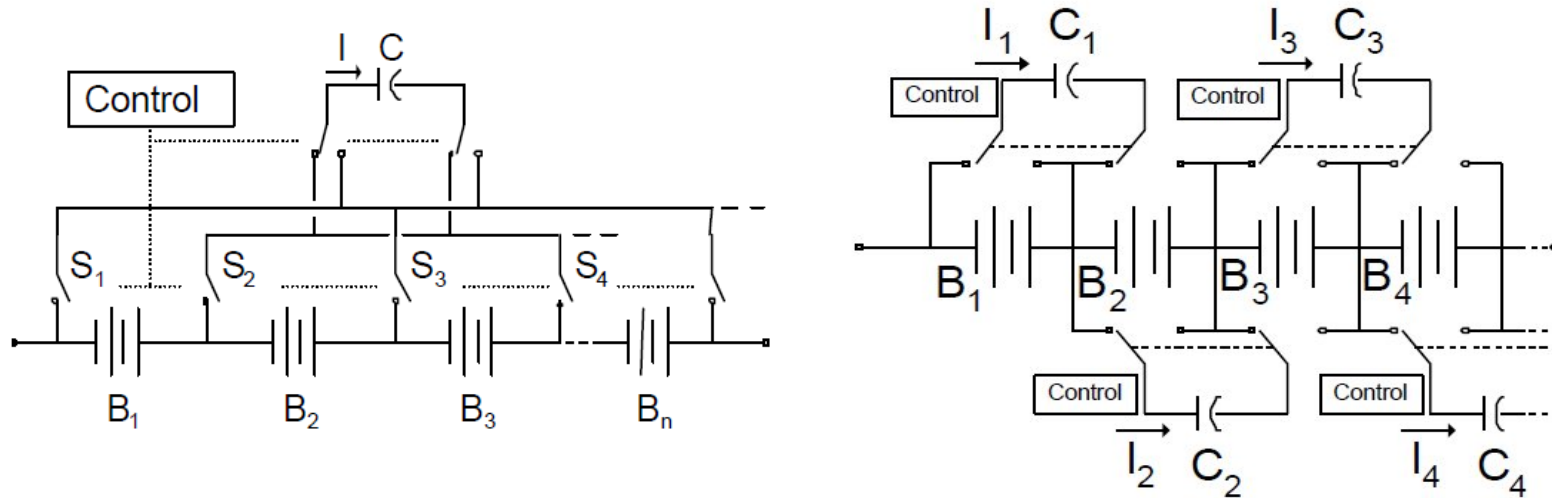 I C
Control
S₁ S₂ S₃ S₄
B₁ B₂ B₃ Bₙ
I₁ C₁ I₃ C₃
Control Control
B₁ B₂ B₃ B₄
Control Control
I₂ C₂ I₄ C₄